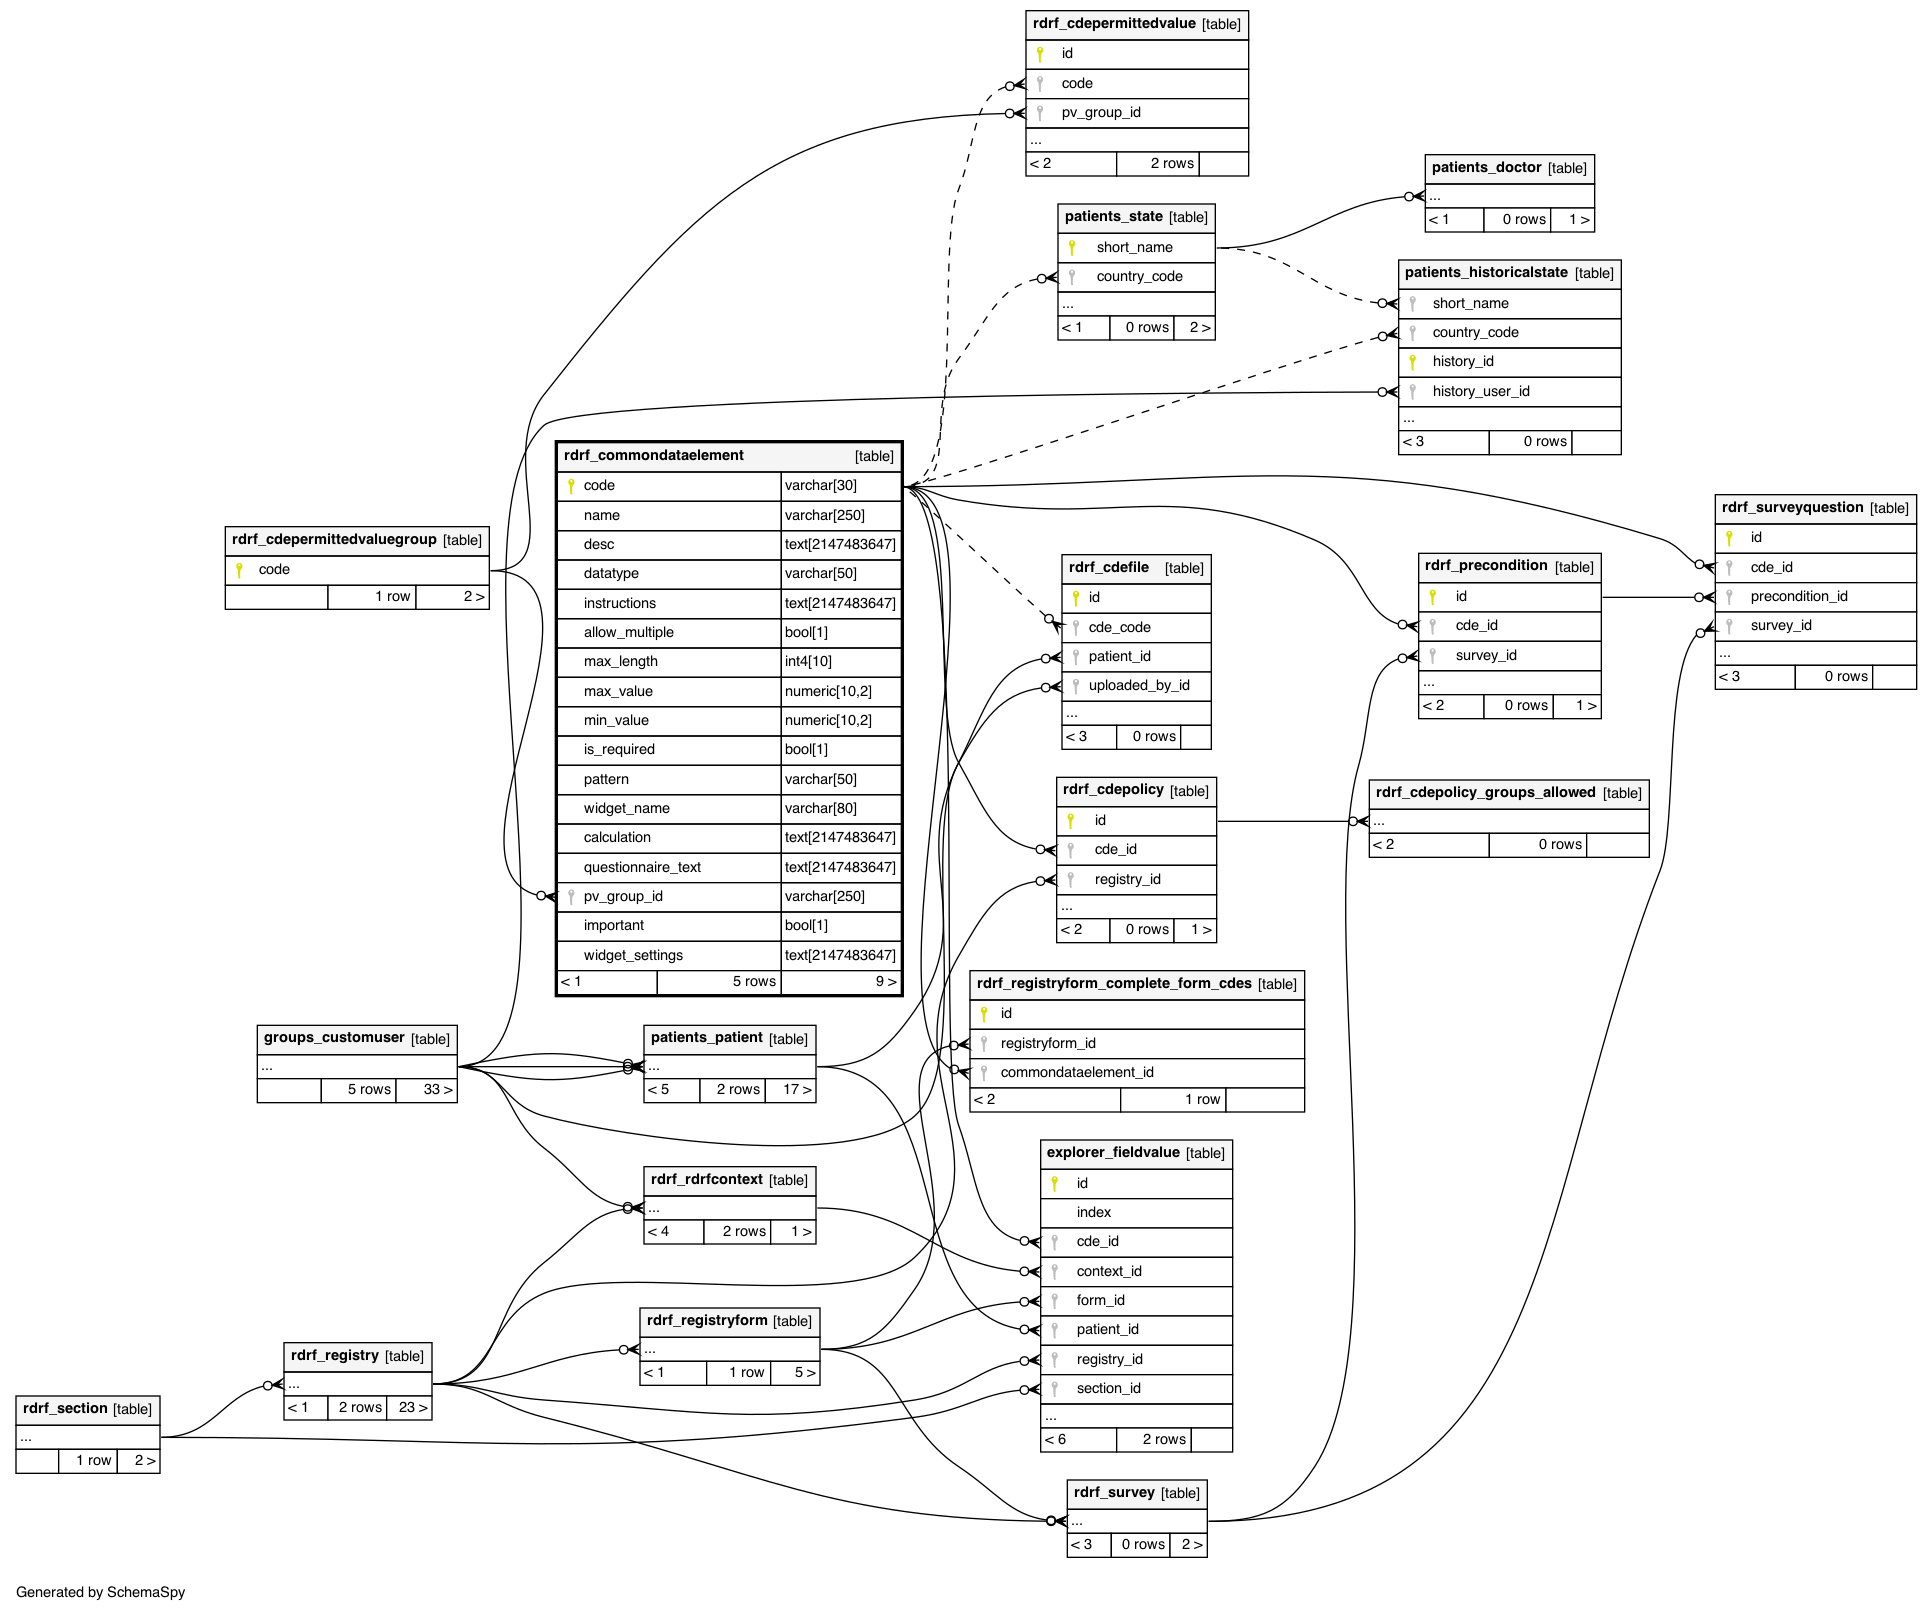 rdrf_cdepermittedvalue [table]
id
code
pv_group_id
...
< 2 2 rows
patients_doctor [table]
...
< 1 0 rows 1 >
patients_state [table]
short_name
country_code
...
< 1 0 rows 2 >
patients_historicalstate [table]
short_name
country_code
history_id
history_user_id
...
< 3 0 rows
rdrf_commondataelement [table]
code varchar[30]
name varchar[250]
desc text[2147483647]
datatype varchar[50]
instructions text[2147483647]
allow_multiple bool[1]
max_length int4[10]
max_value numeric[10,2]
min_value numeric[10,2]
is_required bool[1]
pattern varchar[50]
widget_name varchar[80]
calculation text[2147483647]
questionnaire_text text[2147483647]
pv_group_id varchar[250]
important bool[1]
widget_settings text[2147483647]
< 1 5 rows 9 >
rdrf_cdepermittedvaluegroup [table]
code
1 row 2 >
rdrf_surveyquestion [table]
id
cde_id
precondition_id
survey_id
...
< 3 0 rows
rdrf_cdefile [table]
id
cde_code
patient_id
uploaded_by_id
...
< 3 0 rows
rdrf_precondition [table]
id
cde_id
survey_id
...
< 2 0 rows 1 >
rdrf_cdepolicy [table]
id
cde_id
registry_id
...
< 2 0 rows 1 >
rdrf_cdepolicy_groups_allowed [table]
...
< 2 0 rows
rdrf_registryform_complete_form_cdes [table]
id
registryform_id
commondataelement_id
< 2 1 row
groups_customuser [table]
...
5 rows 33 >
patients_patient [table]
...
< 5 2 rows 17 >
explorer_fieldvalue [table]
id
index
cde_id
context_id
form_id
patient_id
registry_id
section_id
...
< 6 2 rows
rdrf_rdrfcontext [table]
...
< 4 2 rows 1 >
rdrf_registryform [table]
...
< 1 1 row 5 >
rdrf_registry [table]
...
< 1 2 rows 23 >
rdrf_section [table]
...
1 row 2 >
rdrf_survey [table]
...
< 3 0 rows 2 >
Generated by SchemaSpy